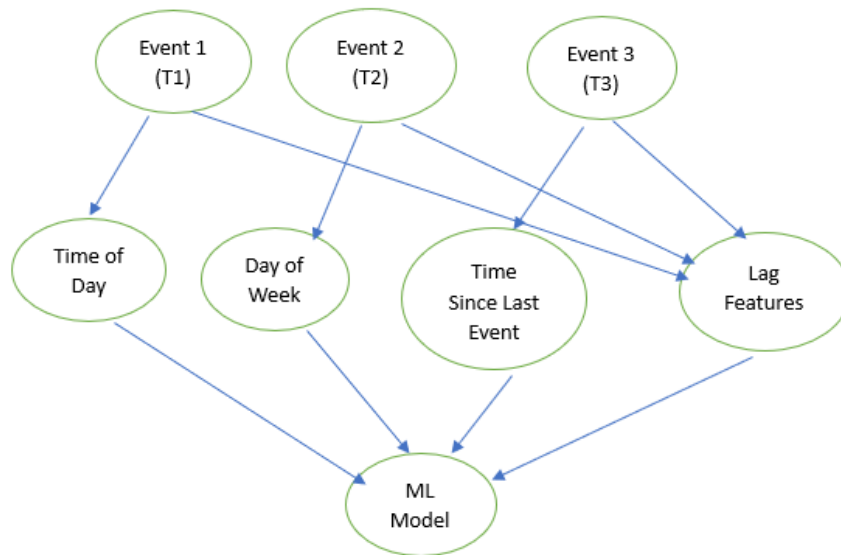 Event 1
(T1)
Event 2
(T2)
Event 3
(T3)
Time of
Day
Day of
Week
Time
Since Last
Event
Lag
Features
ML
Model